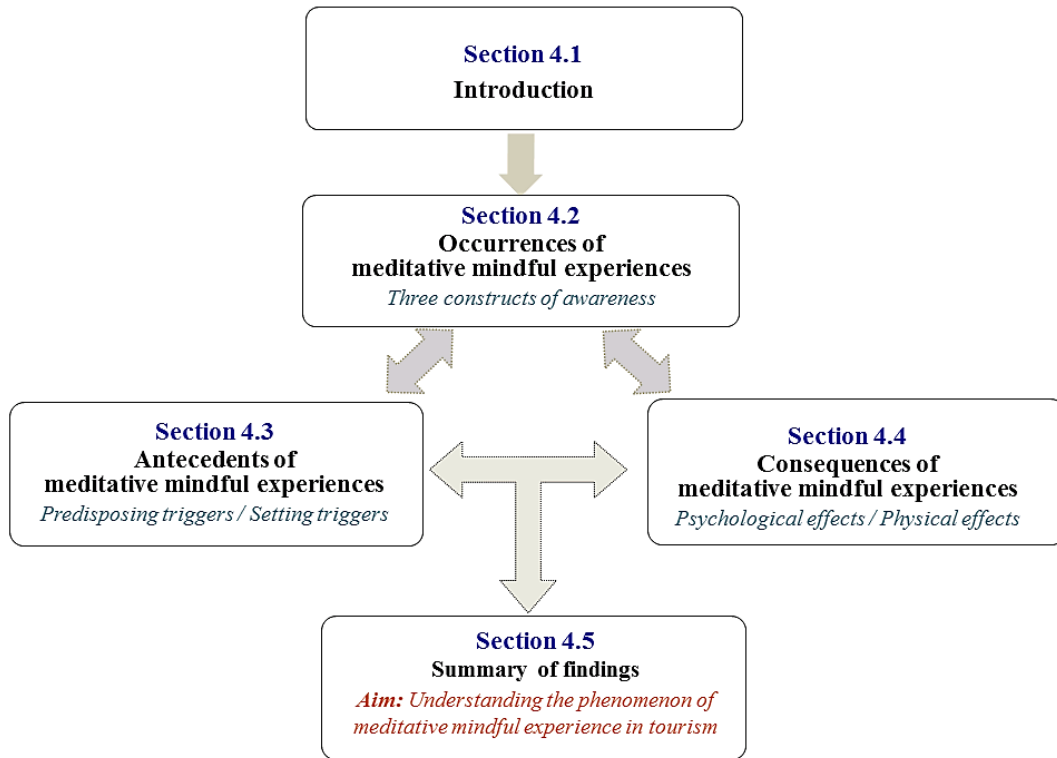 Section 4.1
Introduction
Section 4.2
Occurrences of
meditative mindful experiences
Three constructs of awareness
Section 4.3
Antecedents of
meditative mindful experiences
Predisposing triggers / Setting triggers
Section 4.4
Consequences of
meditative mindful experiences
Psychological effects / Physical effects
Section 4.5
Summary of findings
Aim: Understanding the phenomenon of
meditative mindful experience in tourism